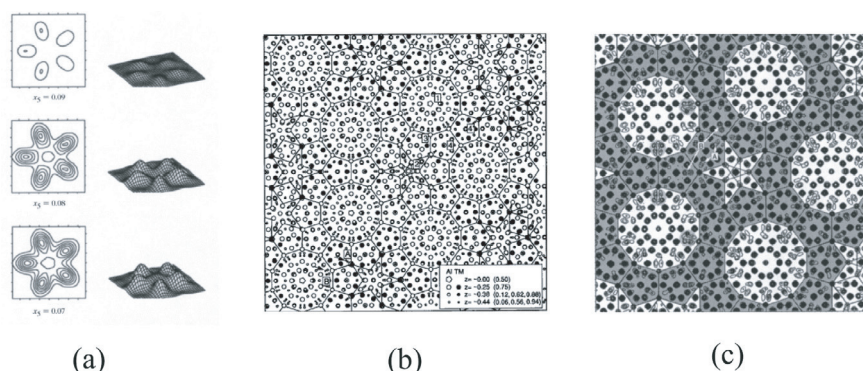 x₅ = 0.09
x₅ = 0.08
x₅ = 0.07
Al TM
z= ~0.00 (0.50)
z= ~0.25 (0.75)
z= ~0.38 (0.12, 0.62, 0.88)
z= ~0.44 (0.06, 0.56, 0.94)
(a)
(b)
(c)